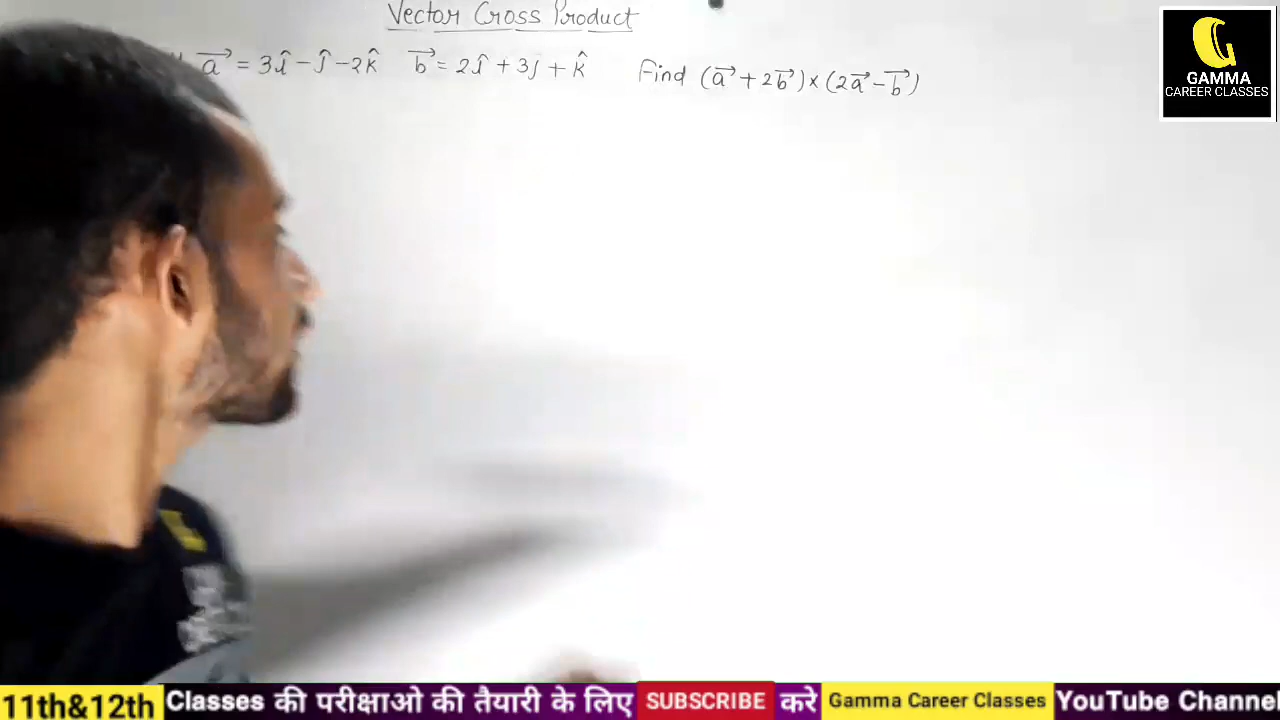 Vector Cross Product
a⃗ = 3î - ĵ - 2k̂ b⃗ = 2î + 3j + k̂ Find (a⃗ + 2b⃗) × (2a⃗ - b⃗)
GAMMA
CAREER CLASSES
11th&12th Classes की परीक्षाओ की तैयारी के लिए SUBSCRIBE करे Gamma Career Classes YouTube Channel